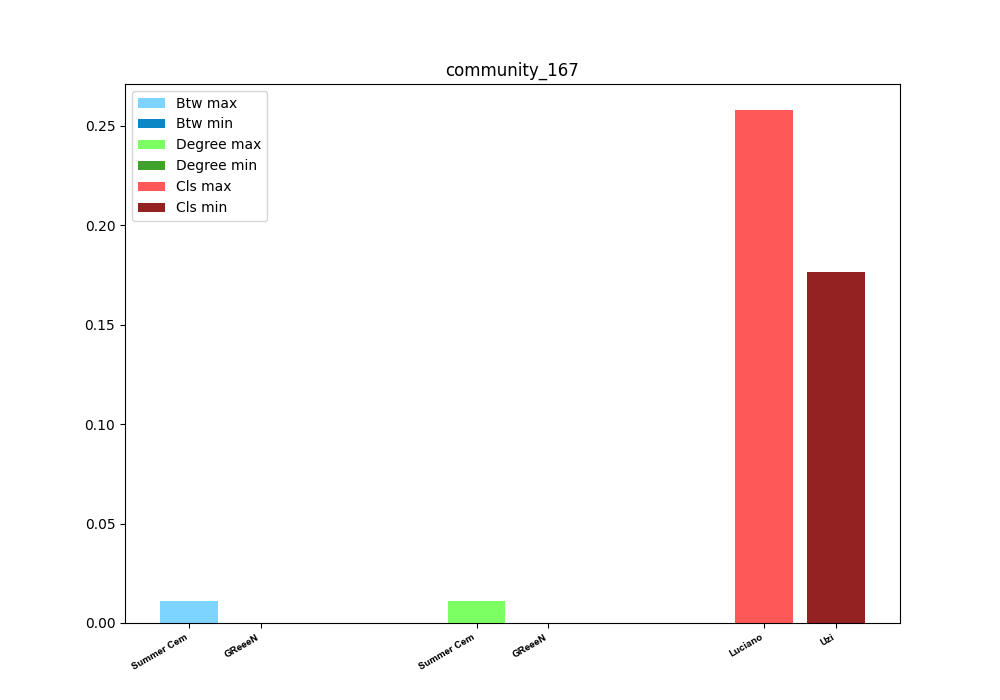 community_167
Btw max
Btw min
Degree max
Degree min
Cls max
Cls min
0.25
0.20
0.15
0.10
0.05
0.00
Summer Cem
GReeeN
Summer Cem
GReeeN
Luciano
Uzi